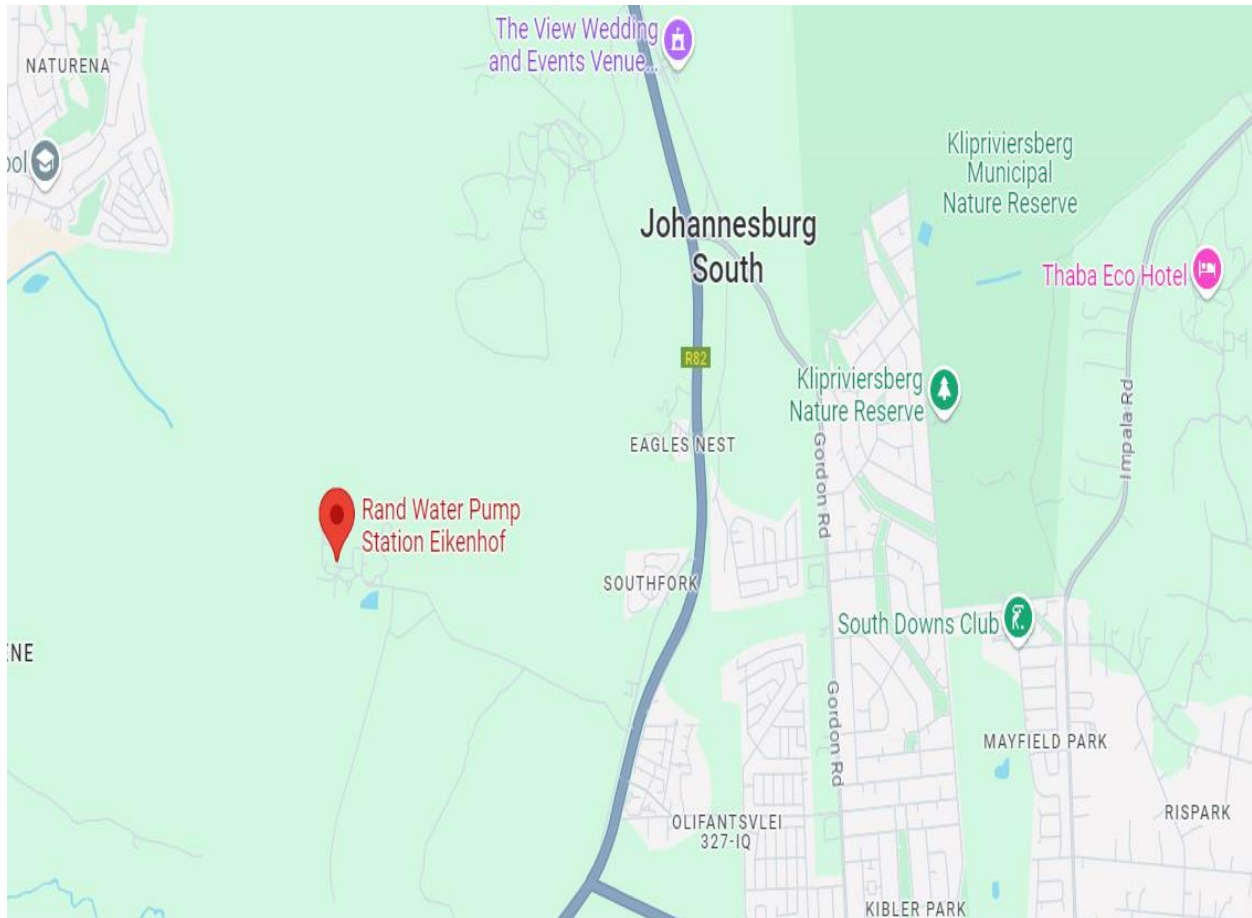 The View Wedding
and Events Venue...
NATURENA
ool
Klipriviersberg
Municipal
Nature Reserve
Johannesburg
South
Thaba Eco Hotel
R82
Klipriviersberg
Nature Reserve
Impala Rd
EAGLES NEST
Gordon Rd
Rand Water Pump
Station Eikenhof
SOUTHFORK
South Downs Club
ENE
Gordon Rd
MAYFIELD PARK
OLIFANTSVLEI
327-IQ
RISPARK
KIBLER PARK